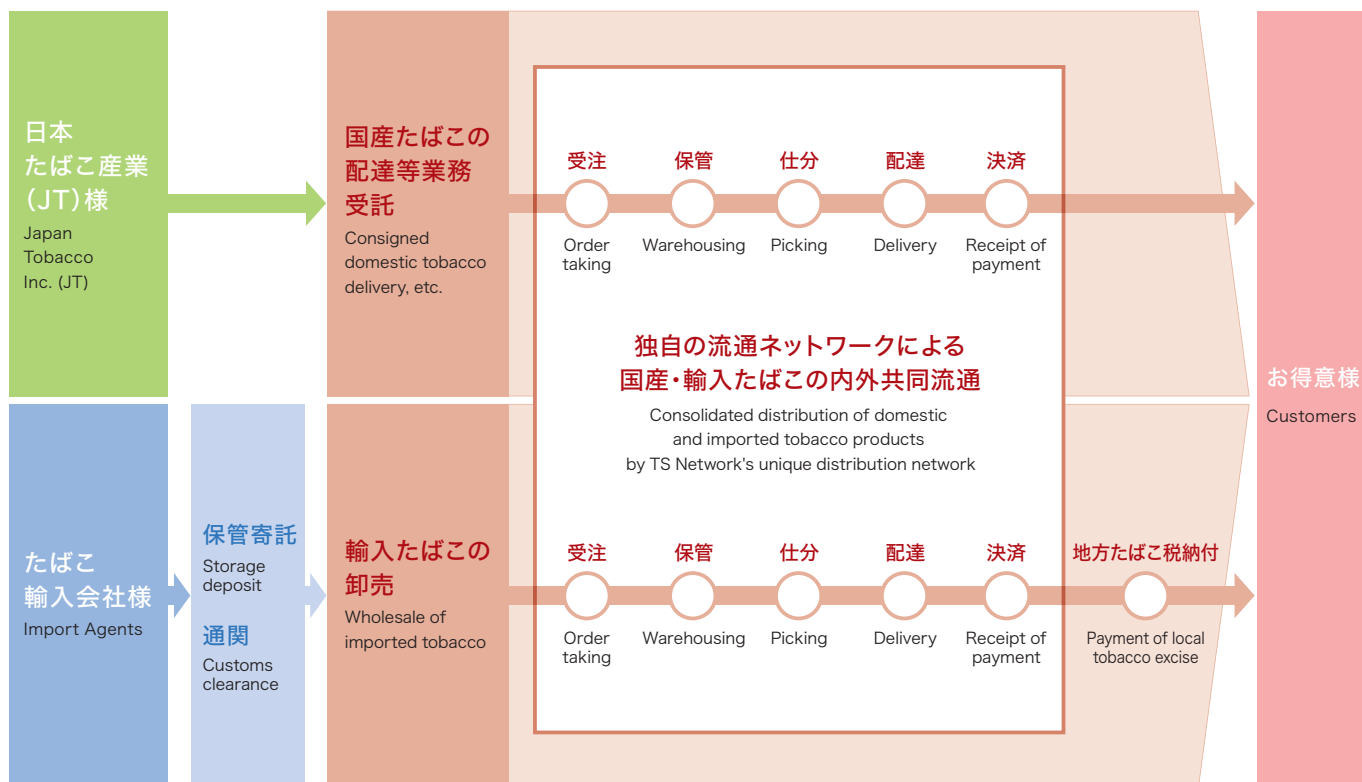 日本
たばこ産業
(JT)様
Japan
Tobacco
Inc. (JT)
国産たばこの
配達等業務
受託
Consigned
domestic tobacco
delivery, etc.
受注
保管
仕分
配達
決済
Order
taking
Warehousing
Picking
Delivery
Receipt of
payment
独自の流通ネットワークによる
国産・輸入たばこの内外共同流通
Consolidated distribution of domestic
and imported tobacco products
by TS Network's unique distribution network
たばこ
輸入会社様
Import Agents
保管寄託
Storage
deposit
通関
Customs
clearance
輸入たばこの
卸売
Wholesale of
imported tobacco
受注
保管
仕分
配達
決済
地方たばこ税納付
Order
taking
Warehousing
Picking
Delivery
Receipt of
payment
Payment of local
tobacco excise
お得意様
Customers